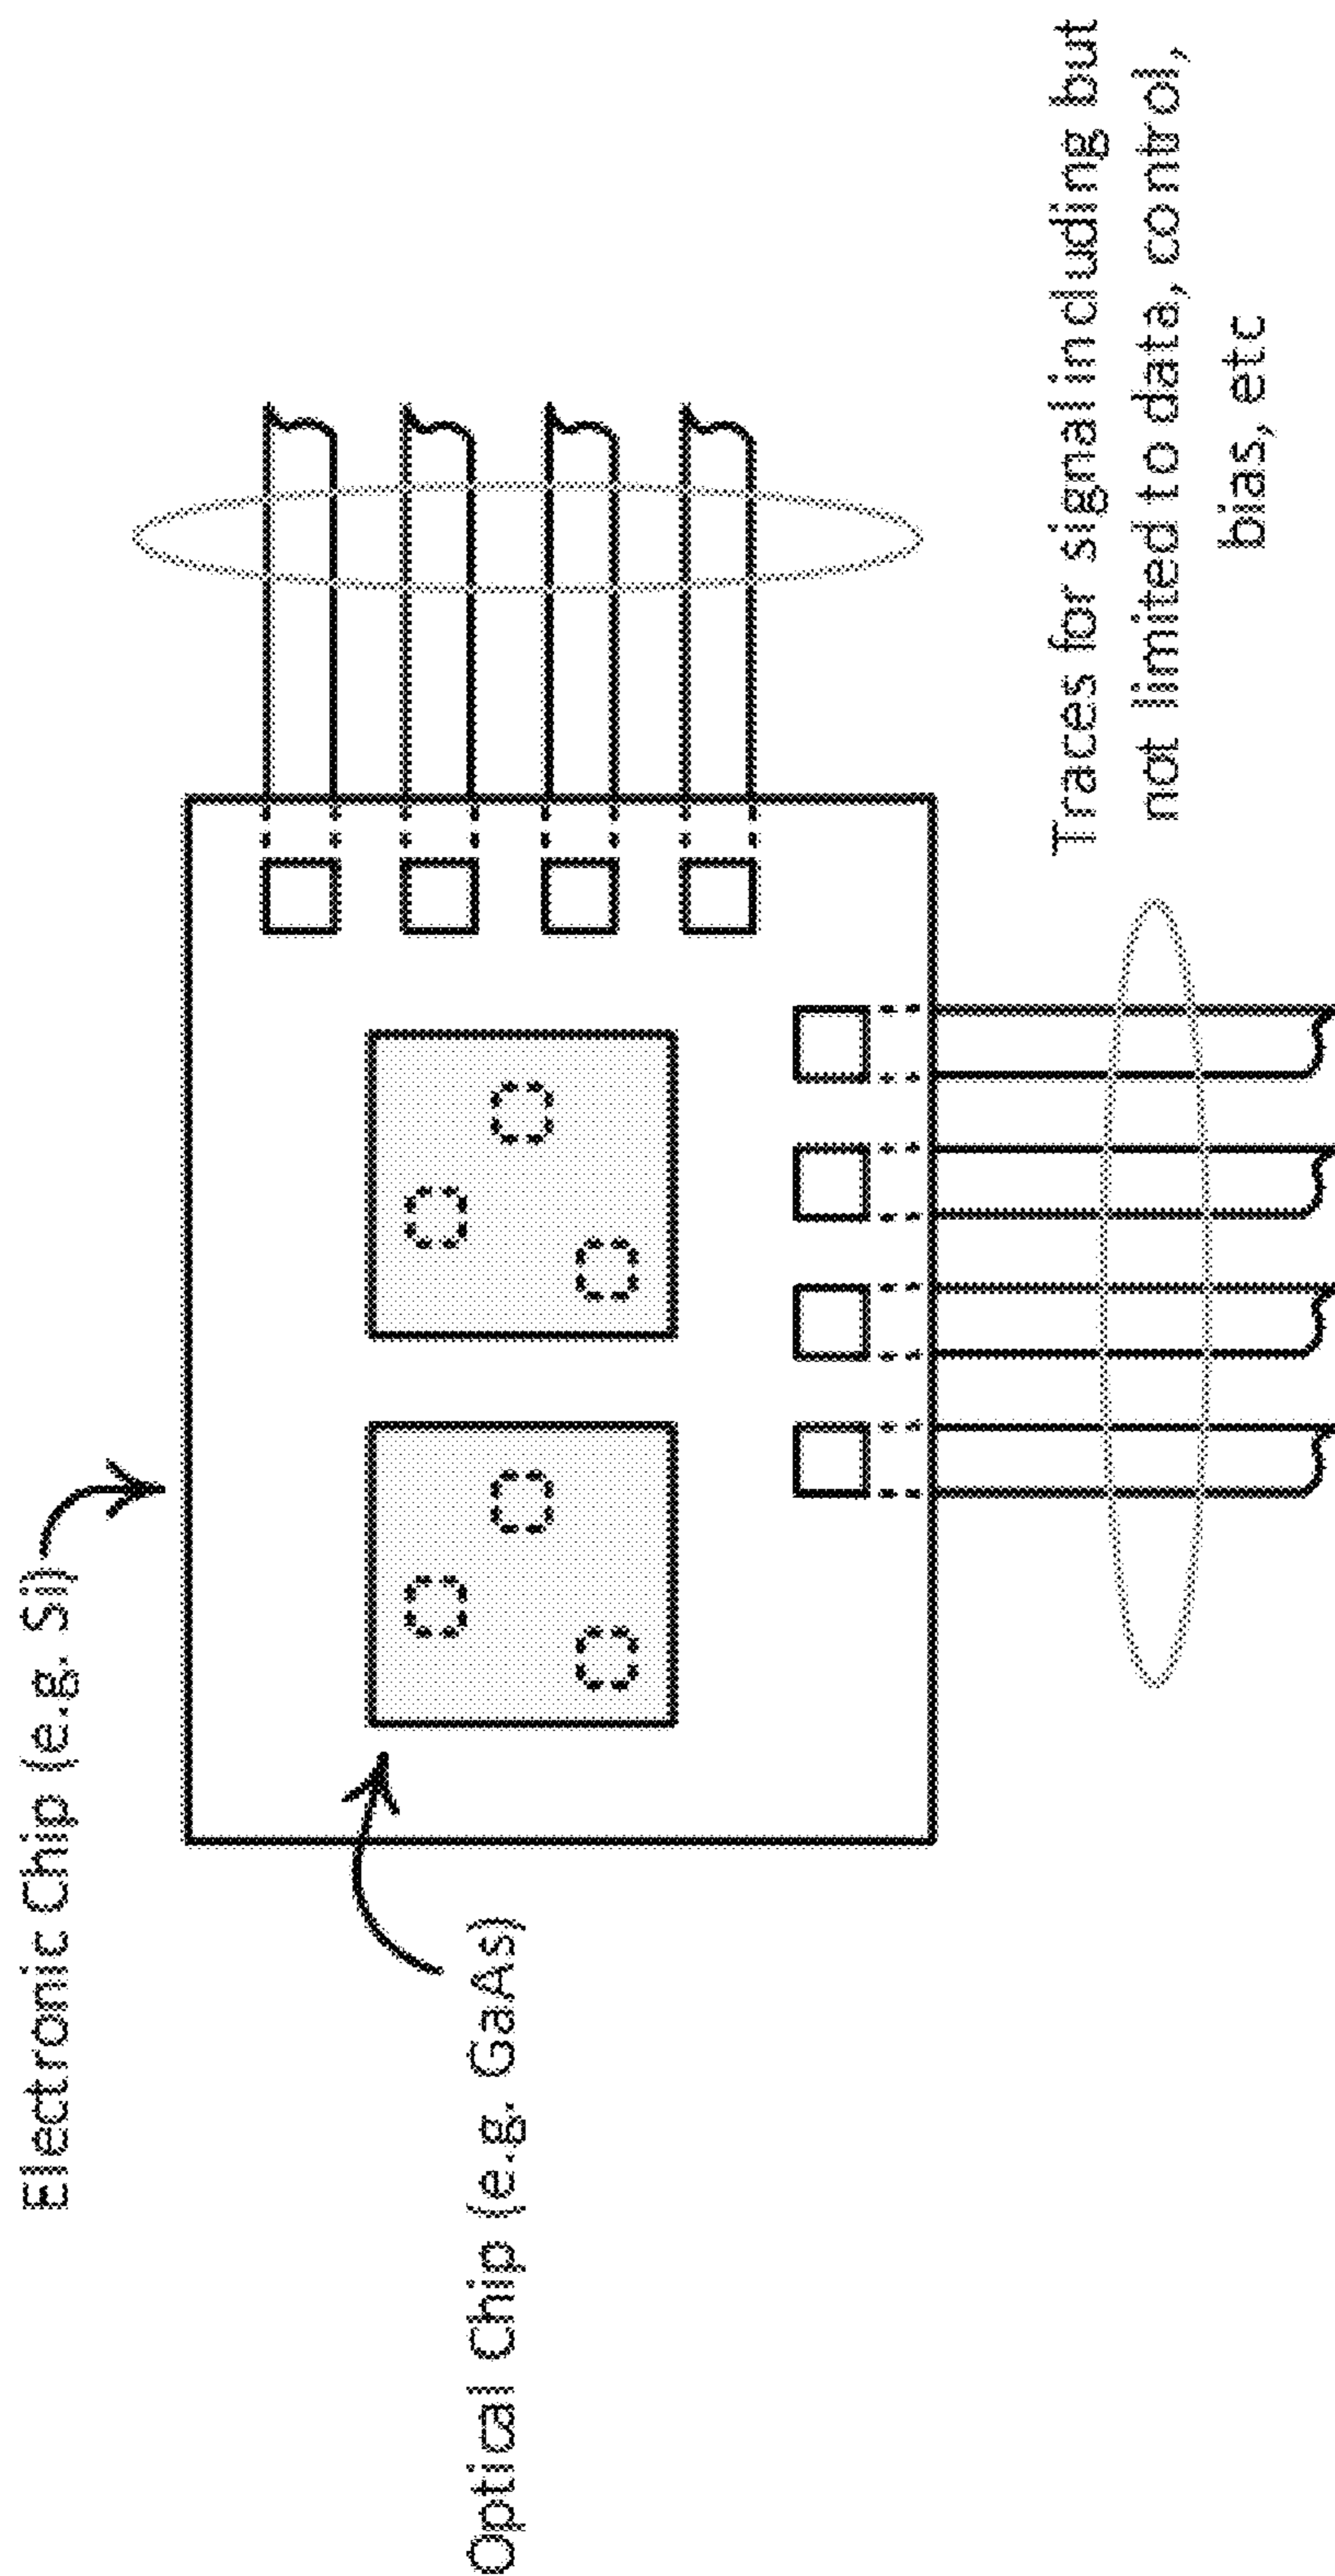 Electronic Chip (e.g. Si)
Optical Chip (e.g. GaAs)
Traces for signal including but
not limited to data, control,
bias, etc